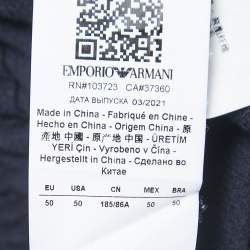 EMPORIO ARMANI
RN#103723 CA#37360
ДАТА ВЫПУСКА 03/2021
Made in China - Fabriqué en Chine -
Hecho en China - Origem China - 原
產地 中國 - 原产地 中国 - ÜRETİM
YERİ Çin - Vyrobeno v Čína -
Hergestellt in China - Сделано во
Китае
EU USA CN MEX BRA
50 50 185/86A 50 50